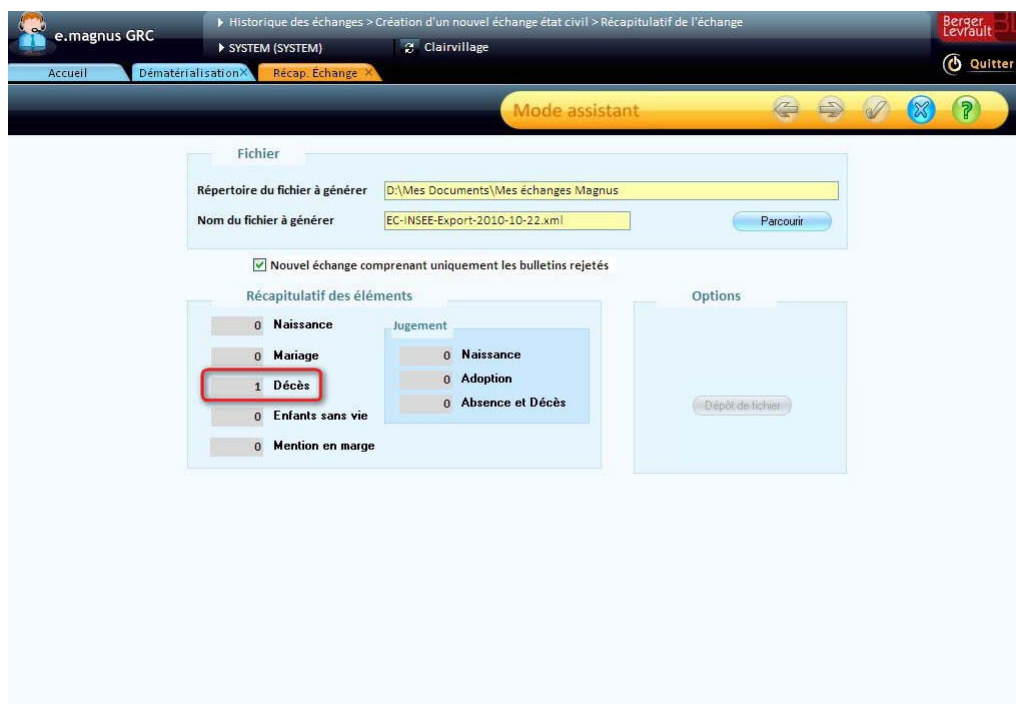 e.magnus GRC
Historique des échanges > Création d'un nouvel échange état civil > Récapitulatif de l'échange
SYSTEM (SYSTEM)
Clairvillage
Berger
Levrault
BL
Quitter
Accueil
Dématérialisation
Récap. Échange
Mode assistant
Fichier
Répertoire du fichier à générer
D:\Mes Documents\Mes échanges Magnus
Nom du fichier à générer
EC-INSEE-Export-2010-10-22.xml
Parcourir
Nouvel échange comprenant uniquement les bulletins rejetés
Récapitulatif des éléments
0 Naissance
0 Mariage
1 Décès
0 Enfants sans vie
0 Mention en marge
Jugement
0 Naissance
0 Adoption
0 Absence et Décès
Options
Dépôt de fichier